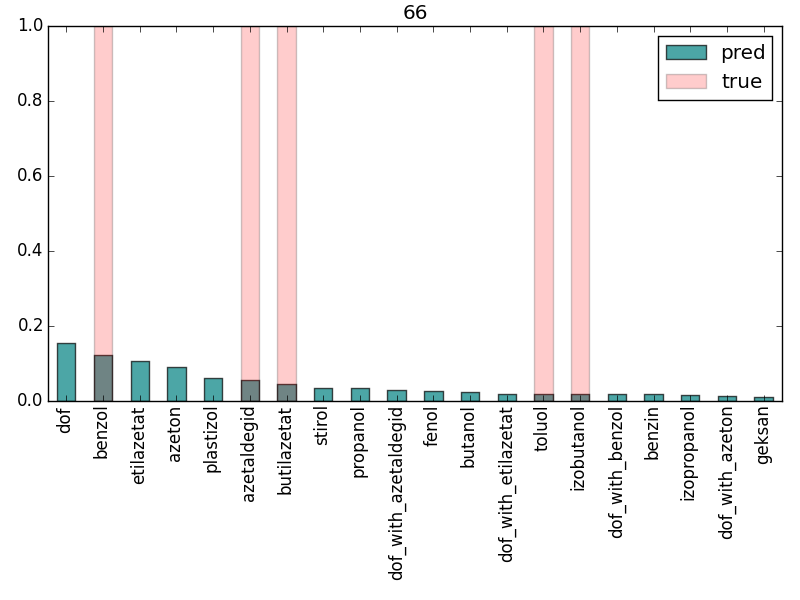 66
1.0
0.8
0.6
0.4
0.2
0.0
pred
true
dof
benzol
etilazetat
azeton
plastizol
azetaldegid
butilazetat
stirol
propanol
dof_with_azetaldegid
fenol
butanol
dof_with_etilazetat
toluol
izobutanol
dof_with_benzol
benzin
izopropanol
dof_with_azeton
geksan